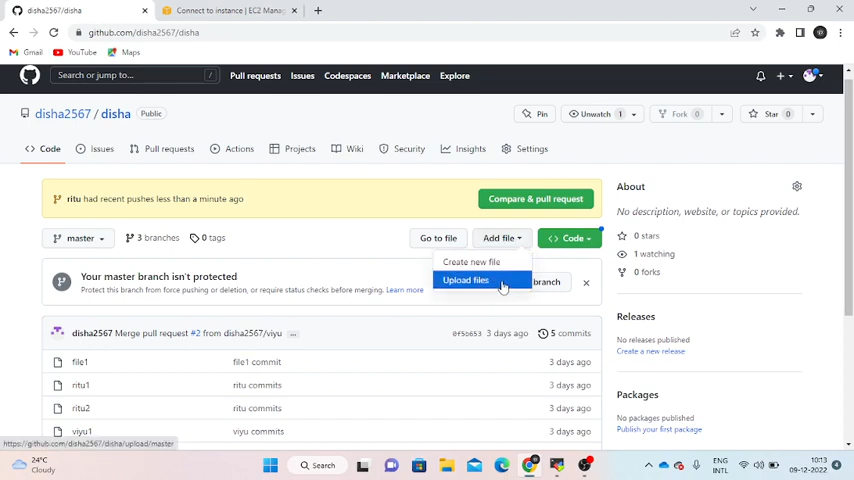 disha2567/disha
Connect to instance | EC2 Manag
github.com/disha2567/disha
Gmail
YouTube
Maps
Search or jump to...
/
Pull requests
Issues
Codespaces
Marketplace
Explore
disha2567 / disha
Public
Pin
Unwatch 1
Fork 0
Star 0
Code
Issues
Pull requests
Actions
Projects
Wiki
Security
Insights
Settings
ritu had recent pushes less than a minute ago
Compare & pull request
master
3 branches
0 tags
Go to file
Add file
Code
Create new file
Upload files
Your master branch isn't protected
Protect this branch from force pushing or deletion, or require status checks before merging. Learn more
branch
disha2567 Merge pull request #2 from disha2567/viyu
...
0f5b653
3 days ago
5 commits
file1
file1 commit
3 days ago
ritu1
ritu commits
3 days ago
ritu2
ritu commits
3 days ago
viyu1
viyu commits
3 days ago
About
No description, website, or topics provided.
0 stars
1 watching
0 forks
Releases
No releases published
Create a new release
Packages
No packages published
Publish your first package
https://github.com/disha2567/disha/upload/master
24°C
Cloudy
Search
ENG
INTL
10:13
09-12-2022